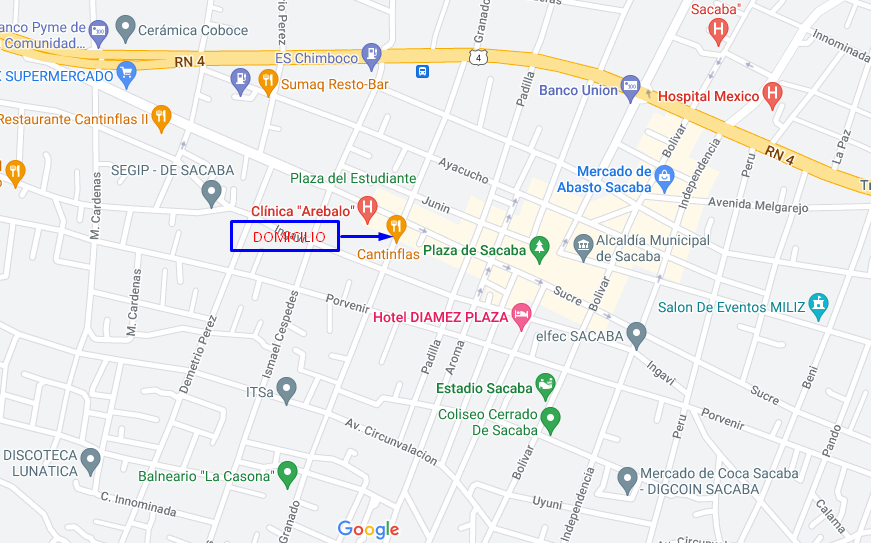 Banco Pyme de
Comunidad...
Cerámica Coboce
Perez
Granado
Sacaba"
Innominada
RN 4
ES Chimboco
4
X SUPERMERCADO
Sumaq Resto-Bar
Padilla
Banco Union
Hospital Mexico
Restaurante Cantinflas II
Bolivar
Independencia
La Paz
Peru
RN 4
SEGIP - DE SACABA
Ayacucho
Plaza del Estudiante
Mercado de
Abasto Sacaba
M. Cardenas
Clínica "Arebalo"
Junin
Avenida Melgarejo
DOMICILIO
Cantinflas
Plaza de Sacaba
Alcaldía Municipal
de Sacaba
M. Cardenas
Porvenir
Sucre
Bolivar
Salon De Eventos MILIZ
Demetrio Perez
Ismael Cespedes
Hotel DIAMEZ PLAZA
Padilla
Aroma
elfec SACABA
Ingavi
ITSa
Estadio Sacaba
Sucre
Beni
Coliseo Cerrado
De Sacaba
Av. Circunvalacion
Peru
Porvenir
Pando
DISCOTECA
LUNATICA
Balneario "La Casona"
Bolivar
Mercado de Coca Sacaba
- DIGCOIN SACABA
C. Innominada
Granado
Uyuni
Independencia
Calama
Google